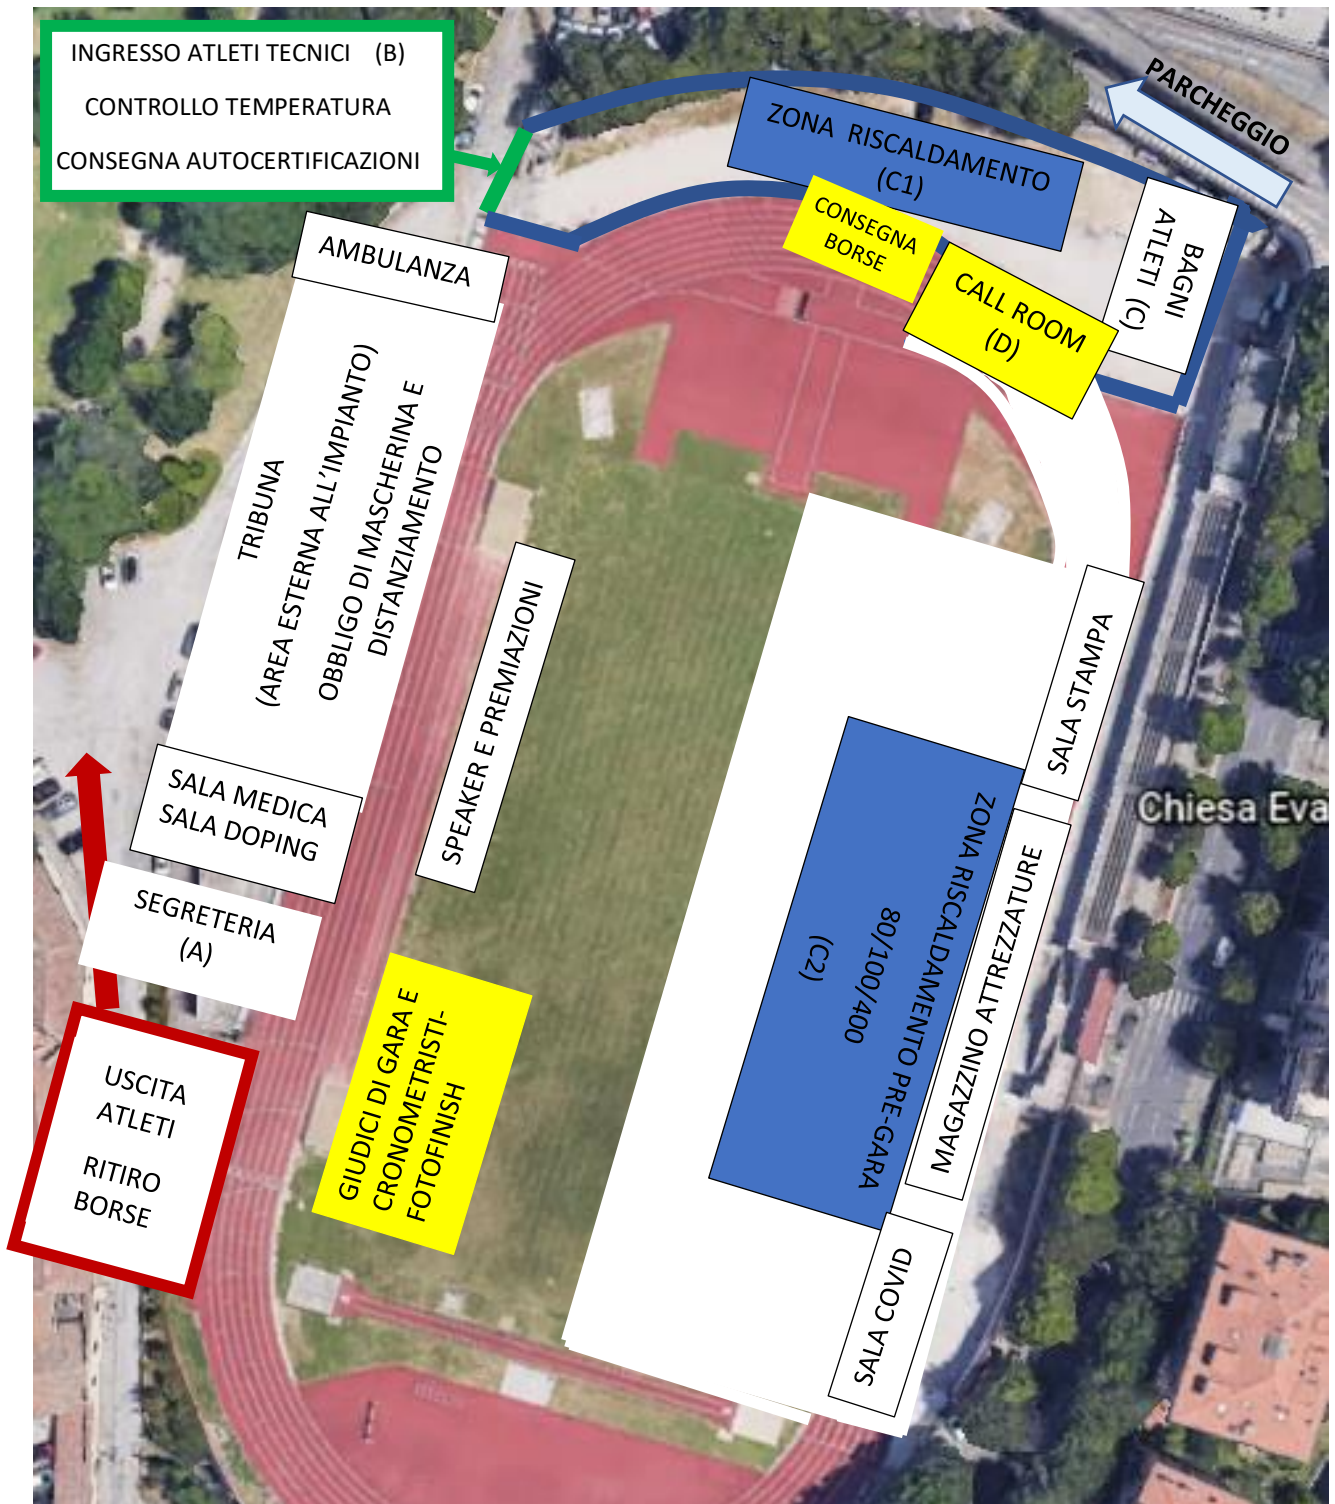 INGRESSO ATLETI TECNICI (B)
CONTROLLO TEMPERATURA
CONSEGNA AUTOCERTIFICAZIONI
PARCHEGGIO
ZONA RISCALDAMENTO
(C1)
CONSEGNA
BORSE
CALL ROOM
(D)
BAGNI
ATLETI (C)
AMBULANZA
TRIBUNA
(AREA ESTERNA ALL'IMPIANTO)
OBBLIGO DI MASCHERINA E
DISTANZIAMENTO
SPEAKER E PREMIAZIONI
SALA STAMPA
SALA MEDICA
SALA DOPING
Chiesa Eva
ZONA RISCALDAMENTO PRE-GARA
80/100/400
(C2)
MAGAZZINO ATTREZZATURE
SEGRETERIA
(A)
GIUDICI DI GARA E
CRONOMETRISTI-
FOTOFINISH
USCITA
ATLETI
RITIRO
BORSE
SALA COVID